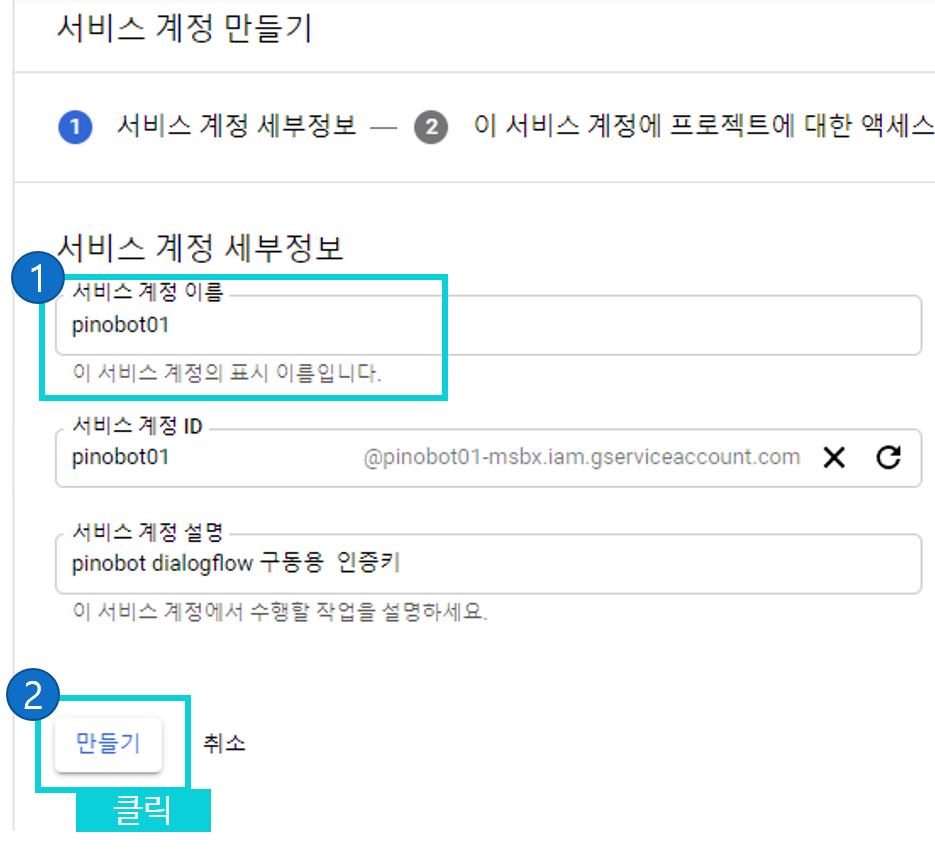 서비스 계정 만들기
1 서비스 계정 세부정보 — 2 이 서비스 계정에 프로젝트에 대한 액세스
서비스 계정 세부정보
1
서비스 계정 이름
pinobot01
이 서비스 계정의 표시 이름입니다.
서비스 계정 ID
pinobot01 @pinobot01-msbx.iam.gserviceaccount.com
서비스 계정 설명
pinobot dialogflow 구동용 인증키
이 서비스 계정에서 수행할 작업을 설명하세요.
2
만들기 취소
클릭